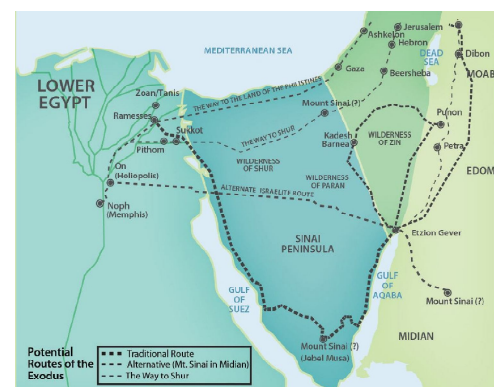 Jerusalem
Ashkelon
Hebron
MEDITERRANEAN SEA
DEAD
SEA
Dibon
Gaza
Beersheba
MOAB
LOWER
EGYPT
Zoan/Tanis
THE WAY TO THE LAND OF THE PHILISTINES
Mount Sinai (?)
Ramesses
Punon
Sukkot
THE WAY TO SHUR
Kadesh
Barnea
WILDERNESS
OF ZIN
Pithom
Petra
WILDERNESS
OF SHUR
On
(Heliopolis)
WILDERNESS
OF PARAN
EDOM
ALTERNATE ISRAELITE ROUTE
Noph
(Memphis)
Etzion Gever
SINAI
PENINSULA
GULF
OF
SUEZ
GULF
OF
AQABA
Mount Sinai (?)
MIDIAN
Mount Sinai (?)
(Jabal Musa)
Potential
Routes of the
Exodus
Traditional Route
Alternative (Mt. Sinai in Midian)
The Way to Shur